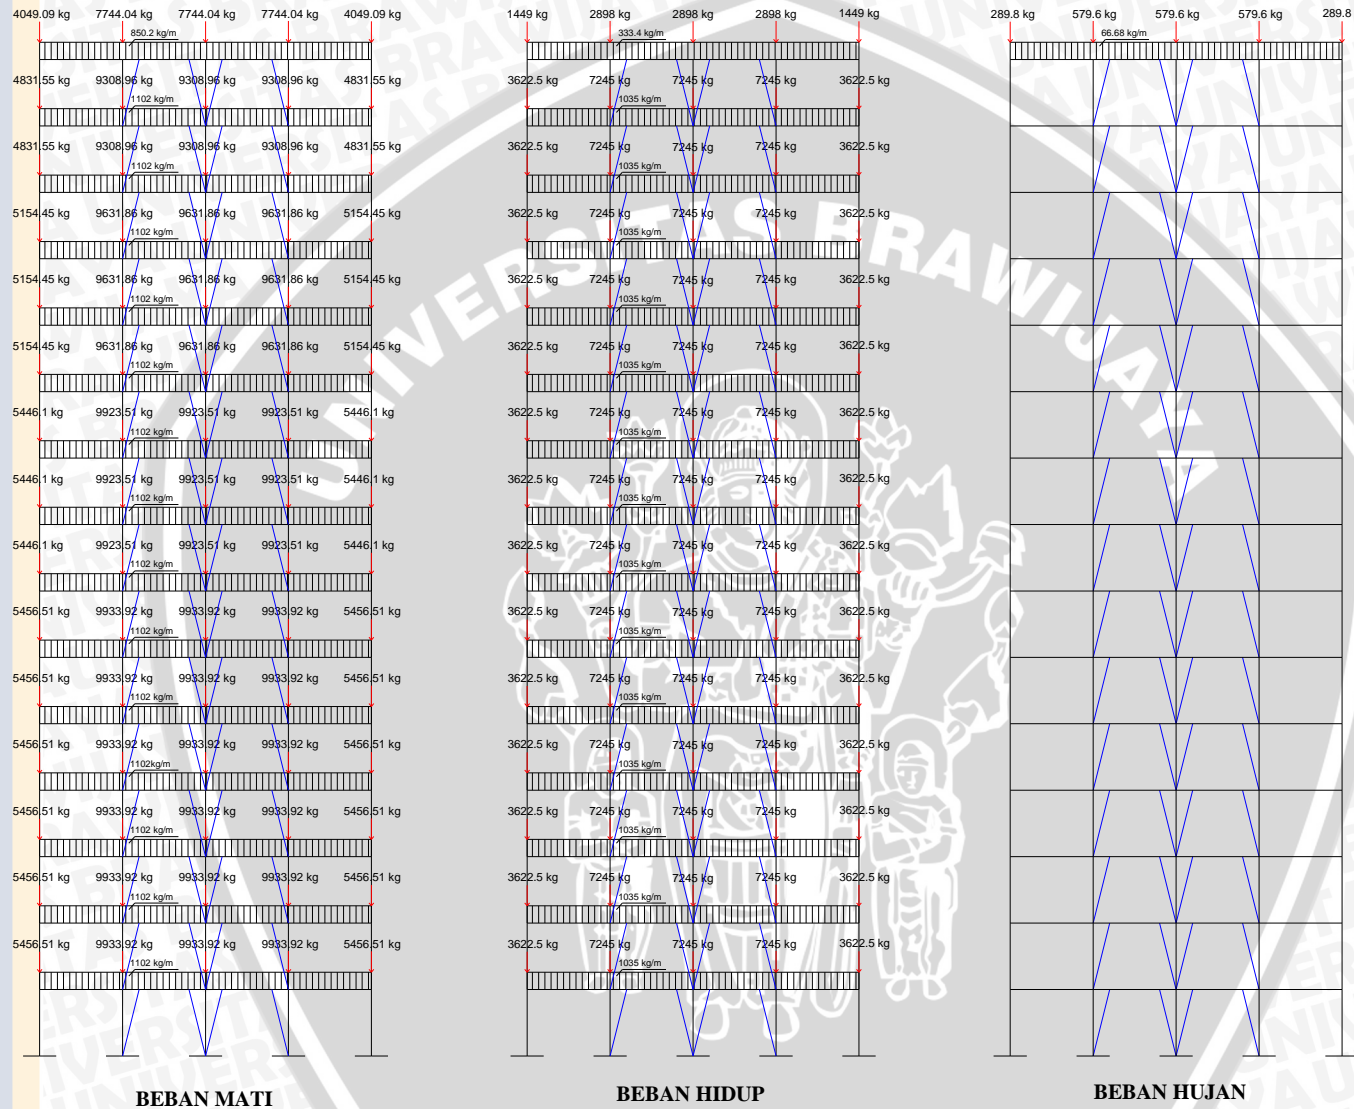 4049.09 kg 7744.04 kg 7744.04 kg 7744.04 kg 4049.09 kg
850.2 kg/m
4831.55 kg 9308.96 kg 9308.96 kg 9308.96 kg 4831.55 kg
1102 kg/m
4831.55 kg 9308.96 kg 9308.96 kg 9308.96 kg 4831.55 kg
1102 kg/m
5154.45 kg 9631.86 kg 9631.86 kg 9631.86 kg 5154.45 kg
1102 kg/m
5154.45 kg 9631.86 kg 9631.86 kg 9631.86 kg 5154.45 kg
1102 kg/m
5154.45 kg 9631.86 kg 9631.86 kg 9631.86 kg 5154.45 kg
1102 kg/m
5446.1 kg 9923.51 kg 9923.51 kg 9923.51 kg 5446.1 kg
1102 kg/m
5446.1 kg 9923.51 kg 9923.51 kg 9923.51 kg 5446.1 kg
1102 kg/m
5446.1 kg 9923.51 kg 9923.51 kg 9923.51 kg 5446.1 kg
1102 kg/m
5456.51 kg 9933.92 kg 9933.92 kg 9933.92 kg 5456.51 kg
1102 kg/m
5456.51 kg 9933.92 kg 9933.92 kg 9933.92 kg 5456.51 kg
1102 kg/m
5456.51 kg 9933.92 kg 9933.92 kg 9933.92 kg 5456.51 kg
1102kg/m
5456.51 kg 9933.92 kg 9933.92 kg 9933.92 kg 5456.51 kg
1102 kg/m
5456.51 kg 9933.92 kg 9933.92 kg 9933.92 kg 5456.51 kg
1102 kg/m
5456.51 kg 9933.92 kg 9933.92 kg 9933.92 kg 5456.51 kg
1102 kg/m
BEBAN MATI
1449 kg 2898 kg 2898 kg 2898 kg 1449 kg
333.4 kg/m
3622.5 kg 7245 kg 7245 kg 7245 kg 3622.5 kg
1035 kg/m
3622.5 kg 7245 kg 7245 kg 7245 kg 3622.5 kg
1035 kg/m
3622.5 kg 7245 kg 7245 kg 7245 kg 3622.5 kg
1035 kg/m
3622.5 kg 7245 kg 7245 kg 7245 kg 3622.5 kg
1035 kg/m
3622.5 kg 7245 kg 7245 kg 7245 kg 3622.5 kg
1035 kg/m
3622.5 kg 7245 kg 7245 kg 7245 kg 3622.5 kg
1035 kg/m
3622.5 kg 7245 kg 7245 kg 7245 kg 3622.5 kg
1035 kg/m
3622.5 kg 7245 kg 7245 kg 7245 kg 3622.5 kg
1035 kg/m
3622.5 kg 7245 kg 7245 kg 7245 kg 3622.5 kg
1035 kg/m
3622.5 kg 7245 kg 7245 kg 7245 kg 3622.5 kg
1035 kg/m
3622.5 kg 7245 kg 7245 kg 7245 kg 3622.5 kg
1035 kg/m
3622.5 kg 7245 kg 7245 kg 7245 kg 3622.5 kg
1035 kg/m
3622.5 kg 7245 kg 7245 kg 7245 kg 3622.5 kg
1035 kg/m
3622.5 kg 7245 kg 7245 kg 7245 kg 3622.5 kg
1035 kg/m
BEBAN HIDUP
289.8 kg 579.6 kg 579.6 kg 579.6 kg 289.8
66.68 kg/m
BEBAN HUJAN
UNIVERSITAS BRAWIJAYA